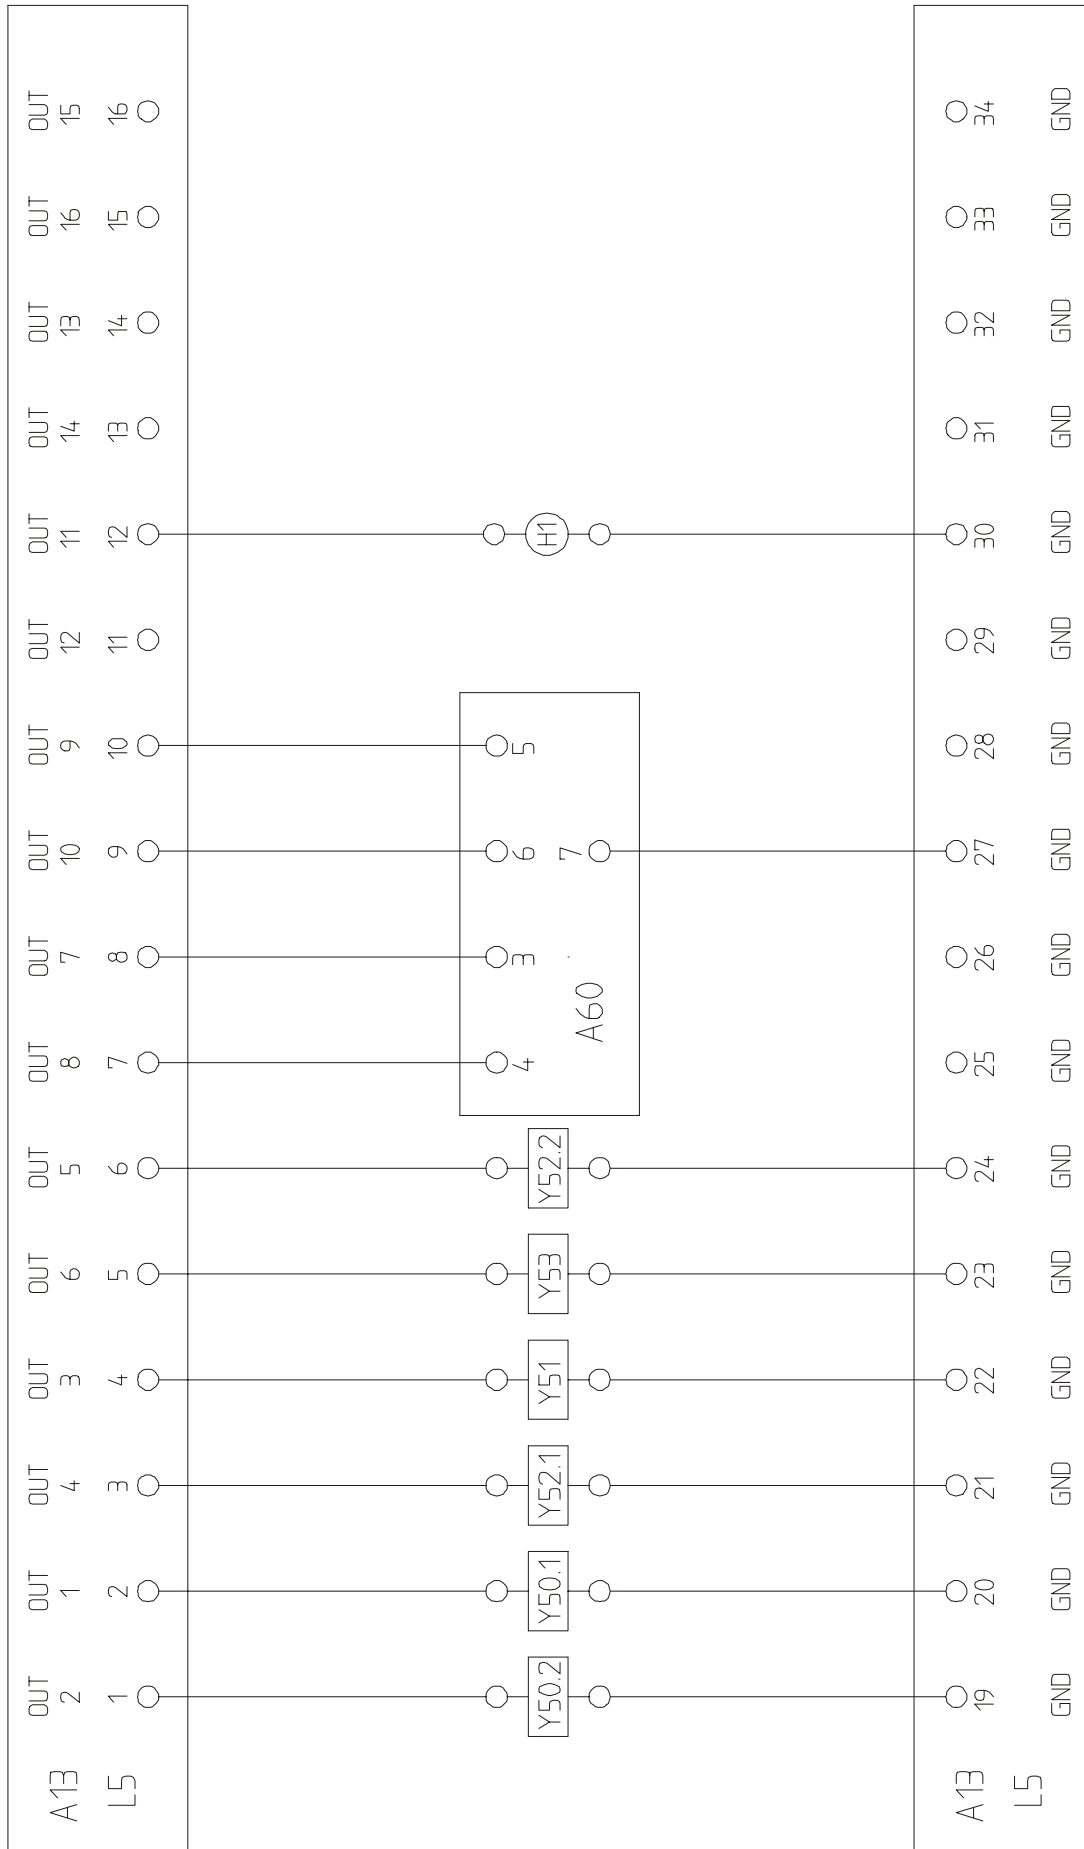 OUT OUT OUT OUT OUT OUT OUT OUT OUT OUT OUT OUT OUT OUT OUT OUT
A13 2 1 4 3 6 5 8 7 10 9 12 11 14 13 16 15
L5 1 2 3 4 5 6 7 8 9 10 11 12 13 14 15 16
4 3 6 5
Y50.2 Y50.1 Y52.1 Y51 Y53 Y52.2 H1
7
A60
A13 19 20 21 22 23 24 25 26 27 28 29 30 31 32 33 34
L5
GND GND GND GND GND GND GND GND GND GND GND GND GND GND GND GND